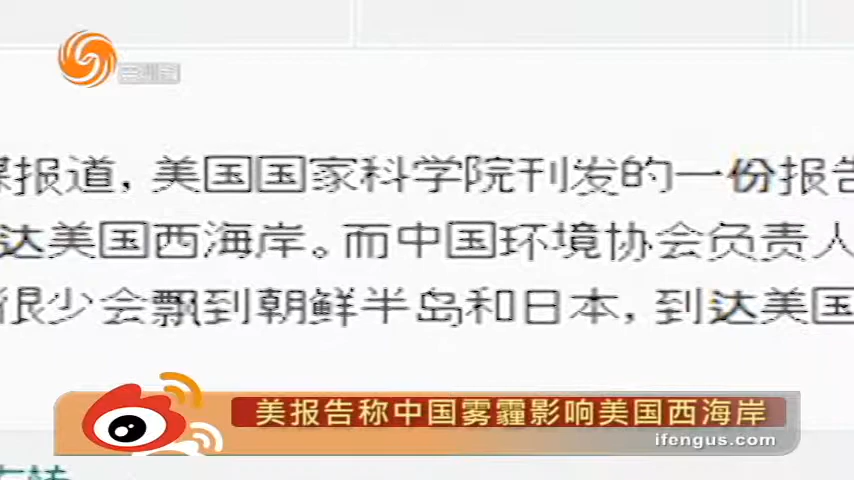 媒报道，美国国家科学院刊发的一份报告
达美国西海岸。而中国环境协会负责人
很少会飘到朝鲜半岛和日本，到达美国
美报告称中国雾霾影响美国西海岸
ifengus.com